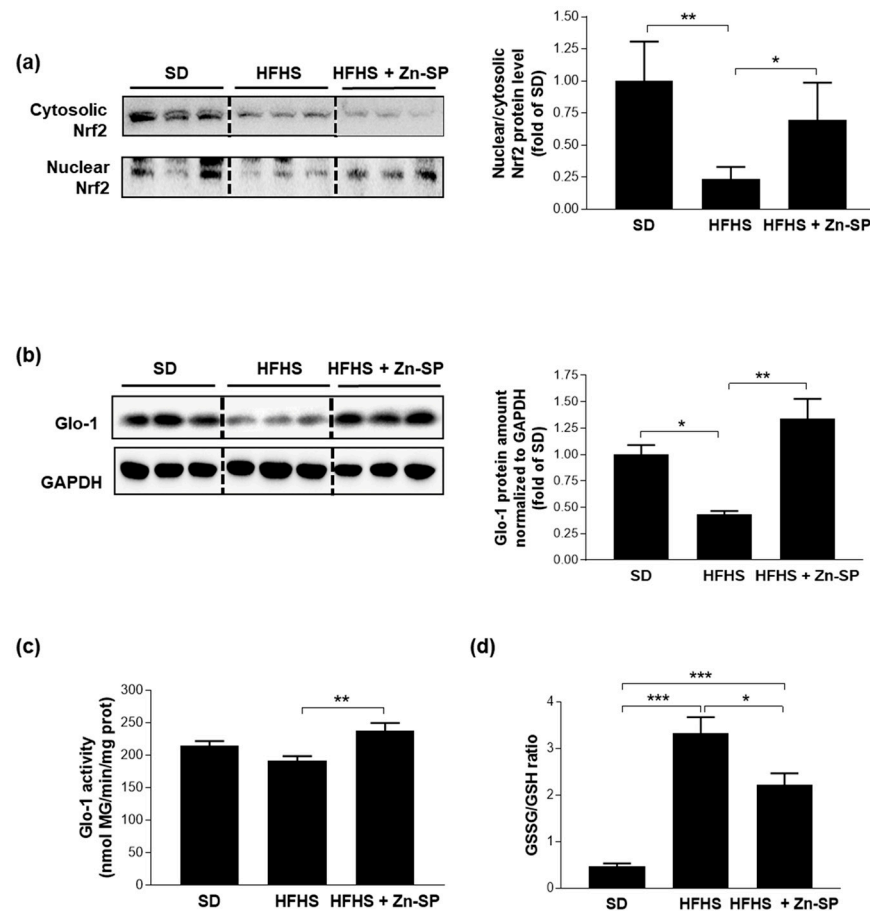 (a)
SD HFHS HFHS + Zn-SP
Cytosolic
Nrf2
Nuclear
Nrf2
Nuclear/cytosolic
Nrf2 protein level
(fold of SD)
1.50
1.25
1.00
0.75
0.50
0.25
0.00
**
*
SD HFHS HFHS + Zn-SP
(b)
SD HFHS HFHS + Zn-SP
Glo-1
GAPDH
Glo-1 protein amount
normalized to GAPDH
(fold of SD)
1.75
1.50
1.25
1.00
0.75
0.50
0.25
0.00
*
**
SD HFHS HFHS + Zn-SP
(c)
Glo-1 activity
(nmol MG/min/mg prot)
300
250
200
150
100
50
0
**
SD HFHS HFHS + Zn-SP
(d)
GSSG/GSH ratio
4
3
2
1
0
***
***
*
SD HFHS HFHS + Zn-SP